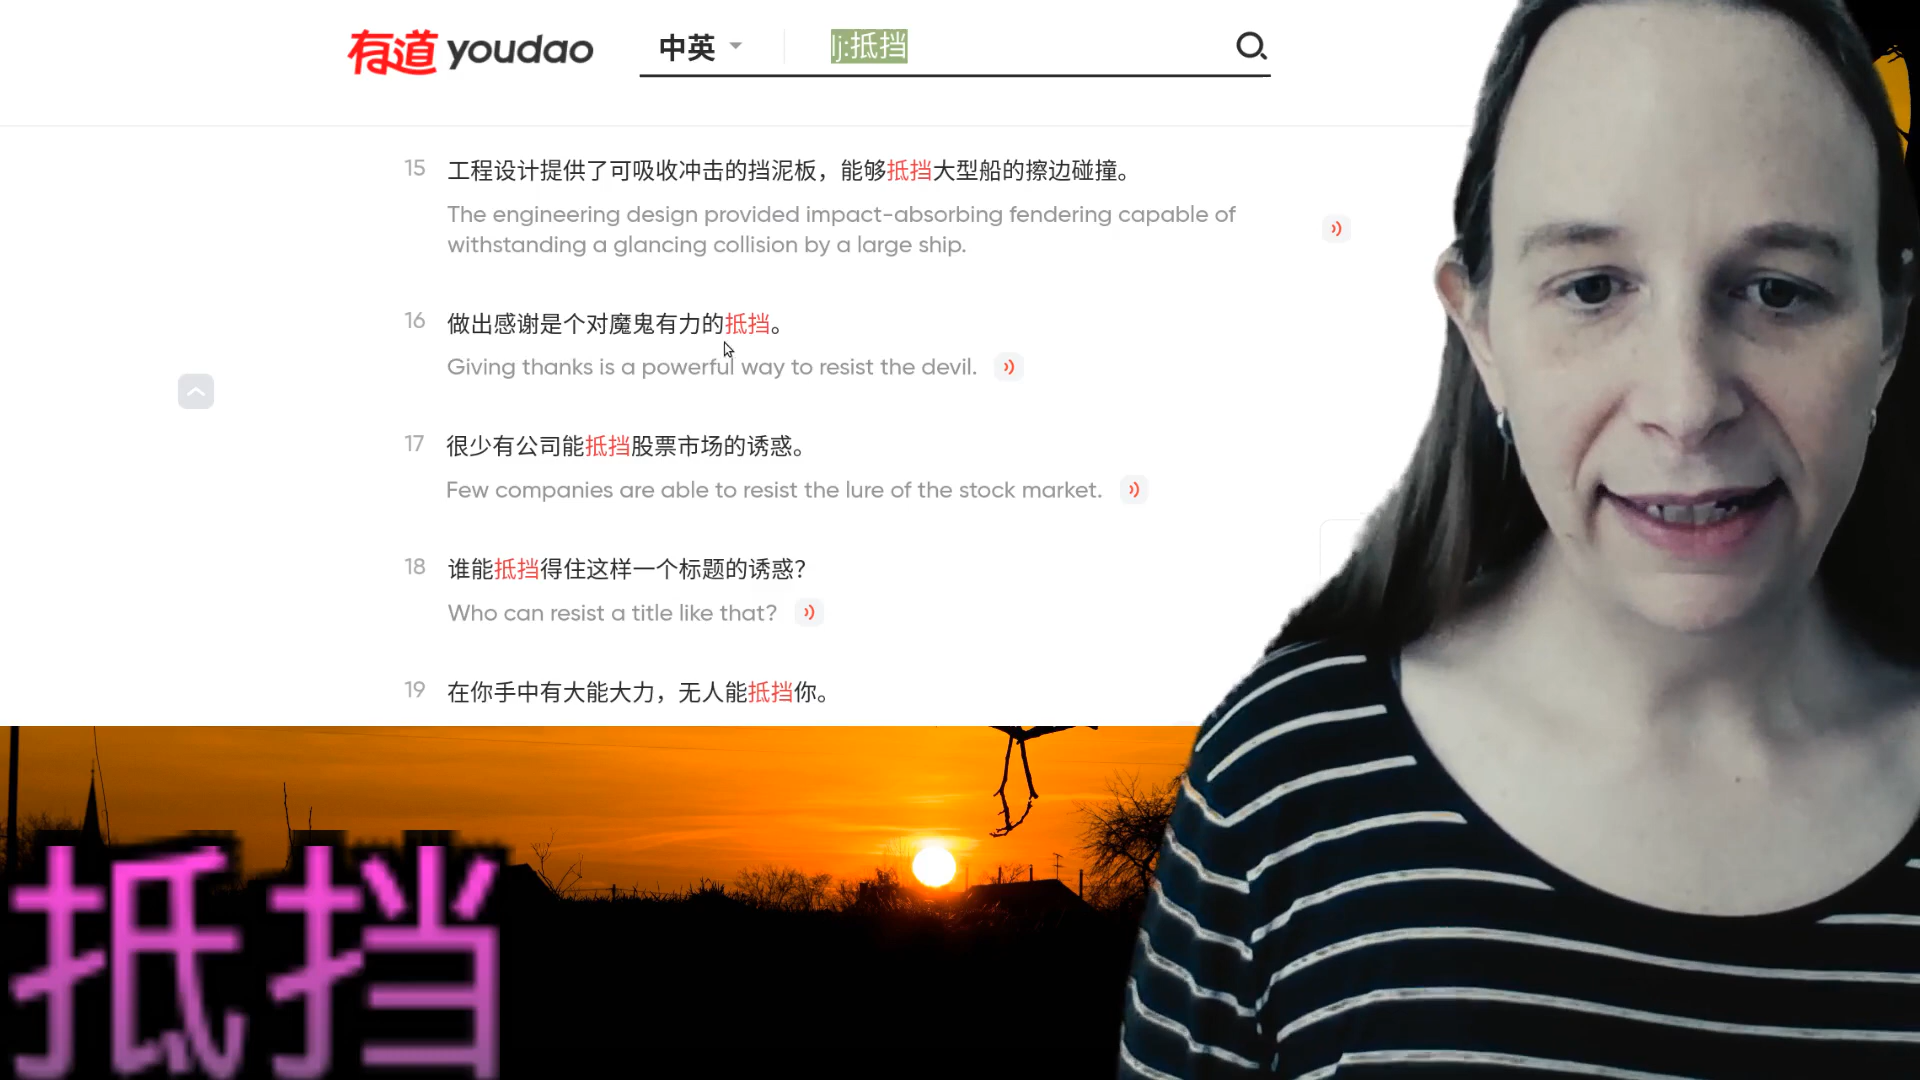 有道 youdao 中英 lj:抵挡
15 工程设计提供了可吸收冲击的挡泥板，能够抵挡大型船的擦边碰撞。
The engineering design provided impact-absorbing fendering capable of
withstanding a glancing collision by a large ship.
16 做出感谢是个对魔鬼有力的抵挡。
Giving thanks is a powerful way to resist the devil.
17 很少有公司能抵挡股票市场的诱惑。
Few companies are able to resist the lure of the stock market.
18 谁能抵挡得住这样一个标题的诱惑？
Who can resist a title like that?
19 在你手中有大能大力，无人能抵挡你。
抵挡